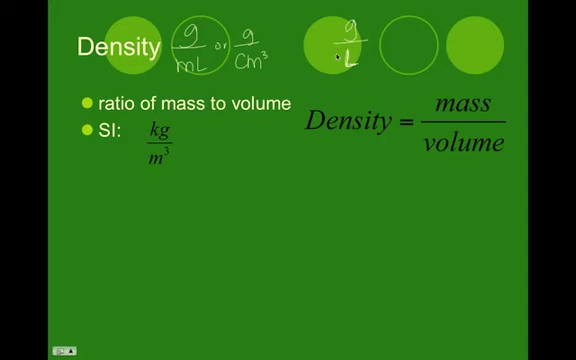 Density g/mL or g/cm³ g/L
ratio of mass to volume
SI: kg/m³
Density = mass/volume